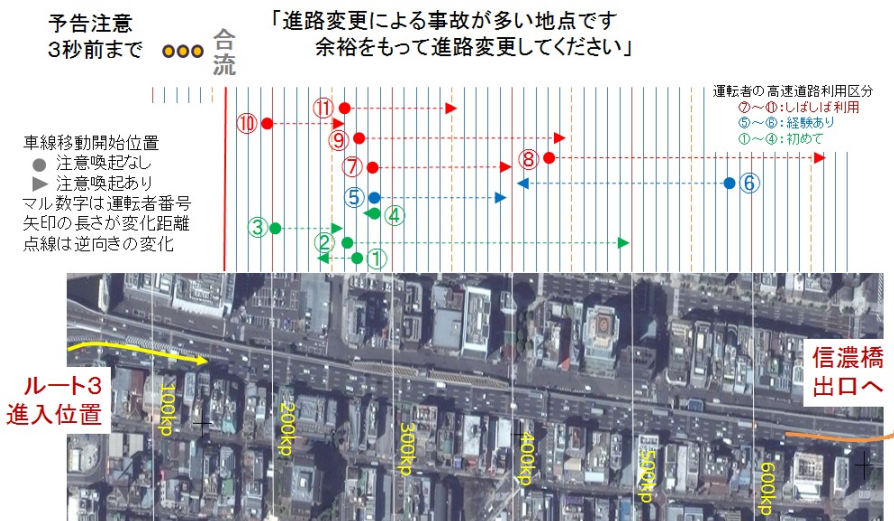 予告注意
3秒前まで
合流
「進路変更による事故が多い地点です
余裕をもって進路変更してください」
運転者の高速道路利用区分
⑦～⑪:しばしば利用
⑤～⑥:経験あり
①～④:初めて
車線移動開始位置
注意喚起なし
注意喚起あり
マル数字は運転者番号
矢印の長さが変化距離
点線は逆向きの変化
⑪
⑩
⑨
⑧
⑦
⑥
⑤
④
③
②
①
ルート3
進入位置
信濃橋
出口へ
100kp
200kp
300kp
400kp
500kp
600kp